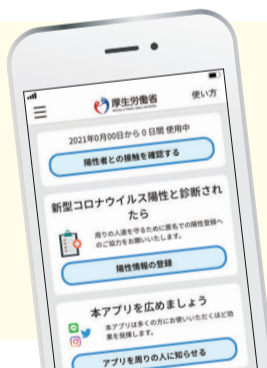 厚生労働省
使い方
2021年0月00日から0日間 使用中
陽性者との接触を確認する
新型コロナウイルス陽性と診断され
たら
周りの人達を守るために匿名での陽性登録へ
のご協力をお願いいたします。
陽性情報の登録
本アプリを広めましょう
本アプリは多くの方にお使いいただくほど効
果を発揮します。
アプリを周りの人に知らせる